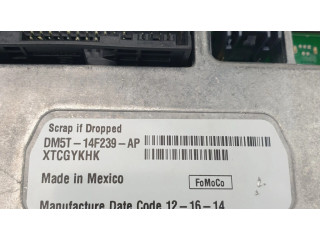 Scrap if Dropped
DM5T-14F239-AP
XTCGYKHK
Made in Mexico
FoMoCo
Manufacture Date Code 12-16-14